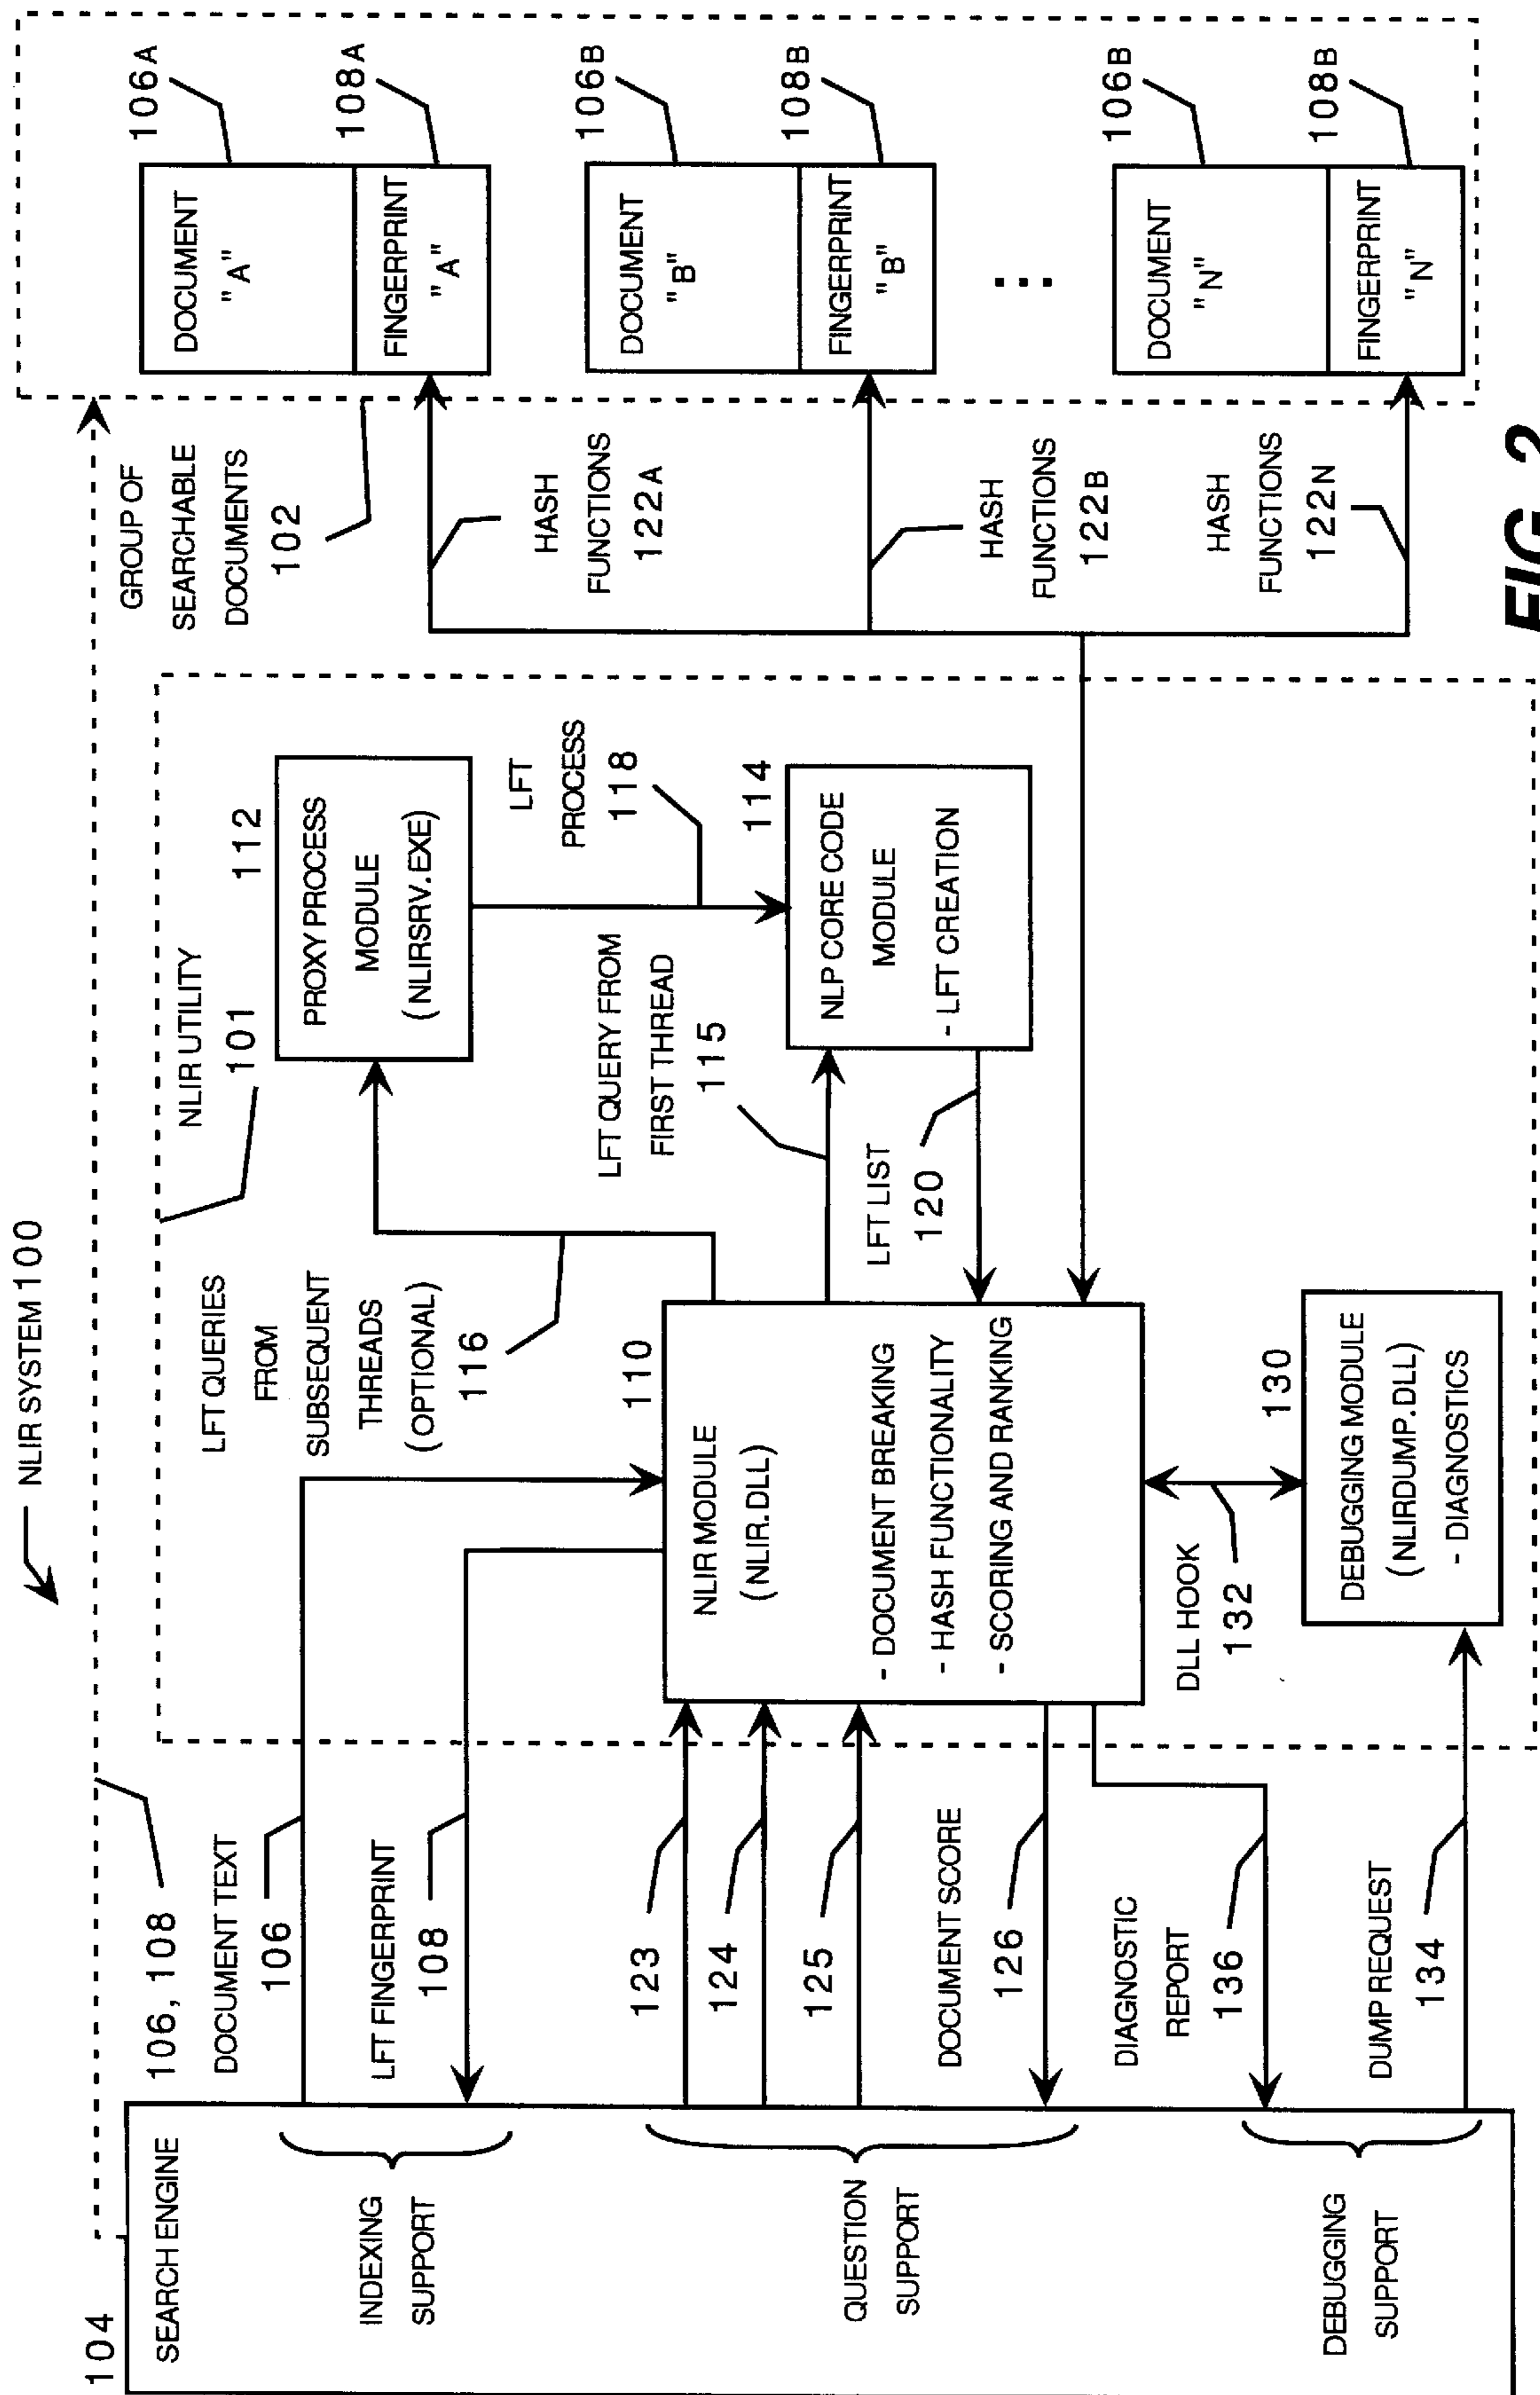 NLIR SYSTEM 100
104
SEARCH ENGINE
INDEXING
SUPPORT
QUESTION
SUPPORT
DEBUGGING
SUPPORT
106, 108
DOCUMENT TEXT
106
LFT FINGERPRINT
108
123
124
125
DOCUMENT SCORE
126
DIAGNOSTIC
REPORT
136
DUMP REQUEST
134
NLIR UTILITY
101
LFT QUERIES
FROM
SUBSEQUENT
THREADS
(OPTIONAL)
116
110
NLIR MODULE
(NLIR.DLL)
- DOCUMENT BREAKING
- HASH FUNCTIONALITY
- SCORING AND RANKING
DLL HOOK
132
130
DEBUGGING MODULE
(NLIRDUMP.DLL)
- DIAGNOSTICS
112
PROXY PROCESS
MODULE
(NLIRSRV.EXE)
LFT
PROCESS
118
LFT QUERY FROM
FIRST THREAD
115
114
NLP CORE CODE
MODULE
- LFT CREATION
LFT LIST
120
GROUP OF
SEARCHABLE
DOCUMENTS
102
HASH
FUNCTIONS
122A
HASH
FUNCTIONS
122B
HASH
FUNCTIONS
122N
DOCUMENT
"A"
106A
FINGERPRINT
"A"
108A
DOCUMENT
"B"
106B
FINGERPRINT
"B"
108B
...
DOCUMENT
"N"
106B
FINGERPRINT
"N"
108B
FIG. 2